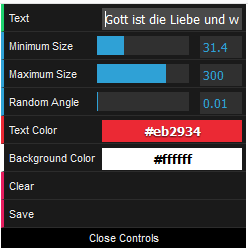 Text Gott ist die Liebe und w
Minimum Size 31.4
Maximum Size 300
Random Angle 0.01
Text Color #eb2934
Background Color #ffffff
Clear
Save
Close Controls